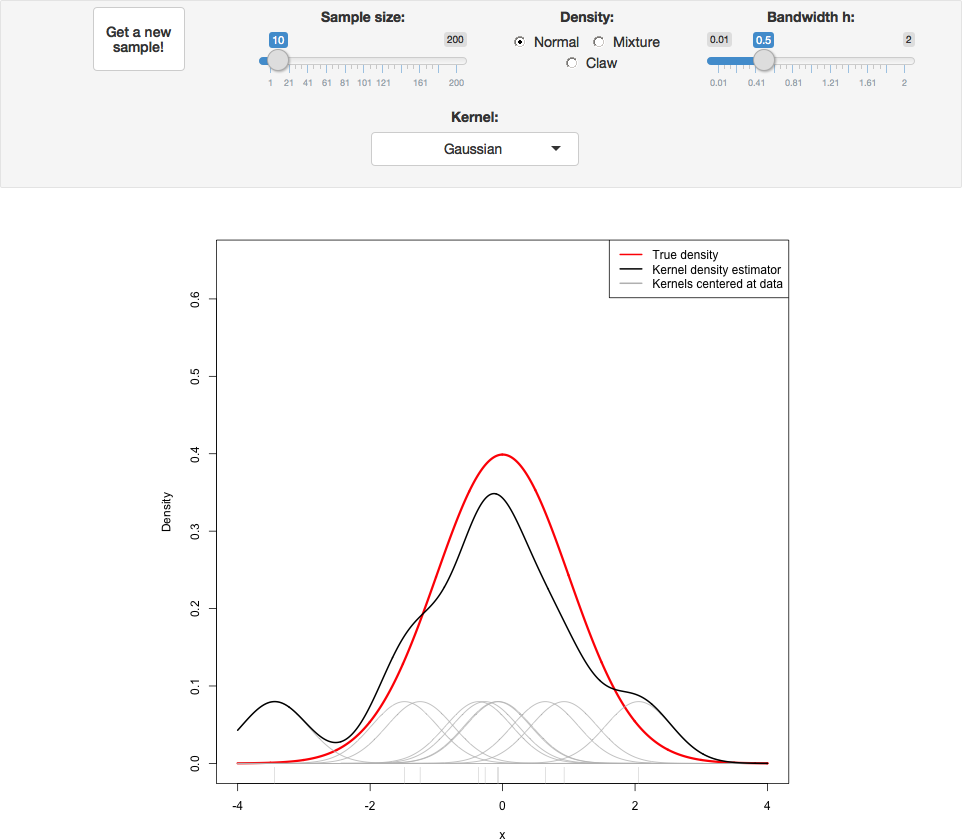 Get a new
sample!
Sample size:
10
200
1 21 41 61 81 101 121 161 200
Density:
Normal Mixture
Claw
Bandwidth h:
0.01 0.5 2
0.01 0.41 0.81 1.21 1.61 2
Kernel:
Gaussian
True density
Kernel density estimator
Kernels centered at data
Density
0.6
0.5
0.4
0.3
0.2
0.1
0.0
-4 -2 0 2 4
x